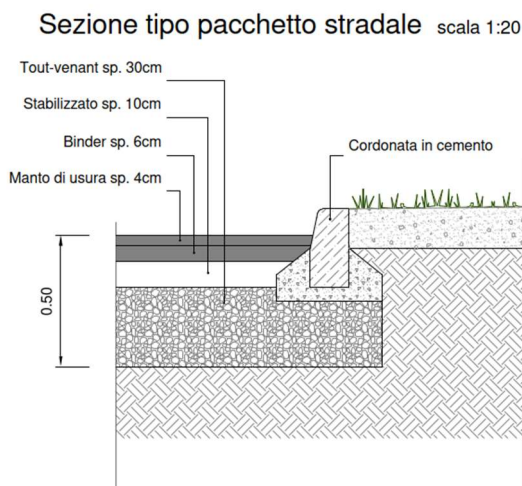 Sezione tipo pacchetto stradale scala 1:20
Tout-venant sp. 30cm
Stabilizzato sp. 10cm
Binder sp. 6cm
Manto di usura sp. 4cm
Cordonata in cemento
0.50